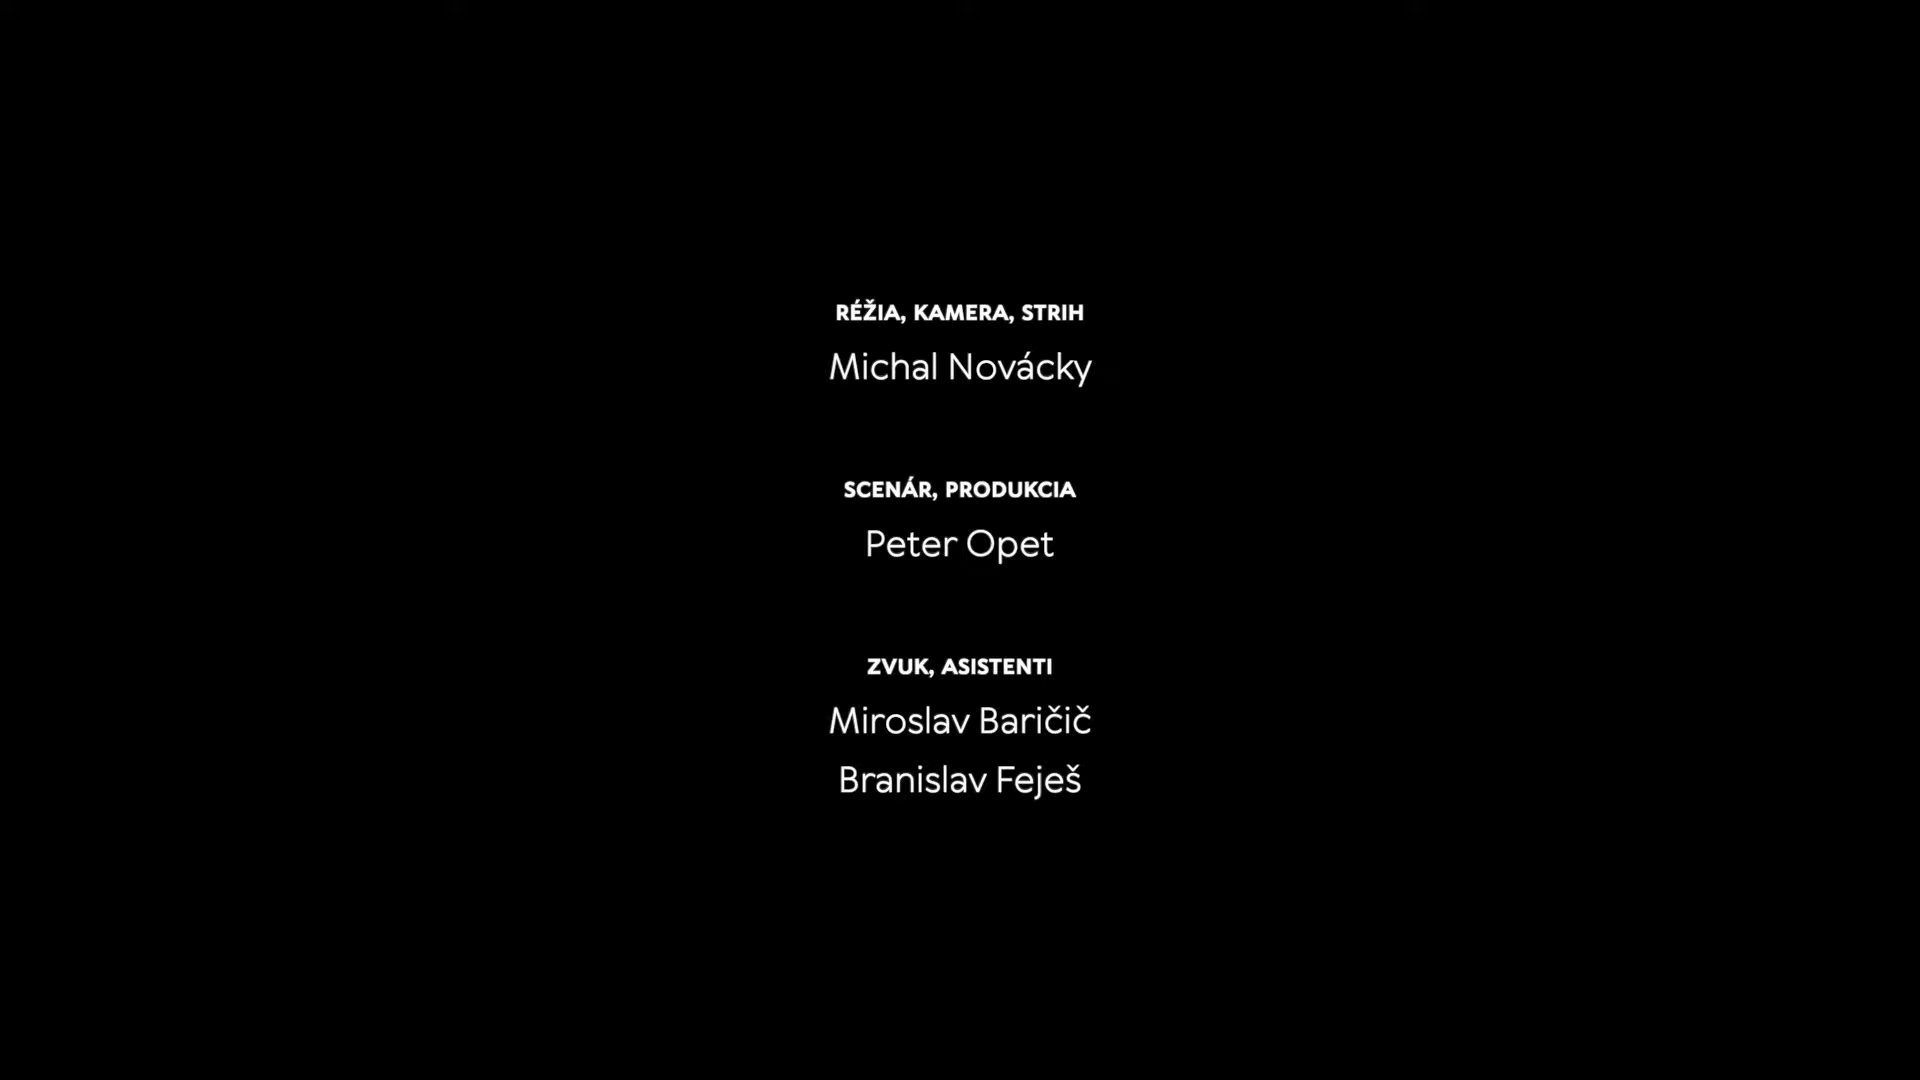 RÉŽIA, KAMERA, STRIH
Michal Novácky
SCENÁR, PRODUKCIA
Peter Opet
ZVUK, ASISTENTI
Miroslav Baričič
Branislav Feješ